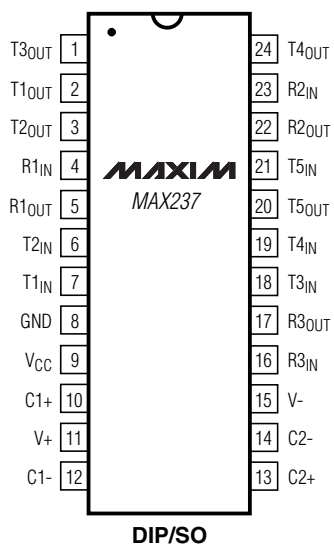 T3OUT 1 24 T4OUT
T1OUT 2 23 R2IN
T2OUT 3 22 R2OUT
R1IN 4 MAXIM 21 T5IN
R1OUT 5 MAX237 20 T5OUT
T2IN 6 19 T4IN
T1IN 7 18 T3IN
GND 8 17 R3OUT
VCC 9 16 R3IN
C1+ 10 15 V-
V+ 11 14 C2-
C1- 12 13 C2+
DIP/SO